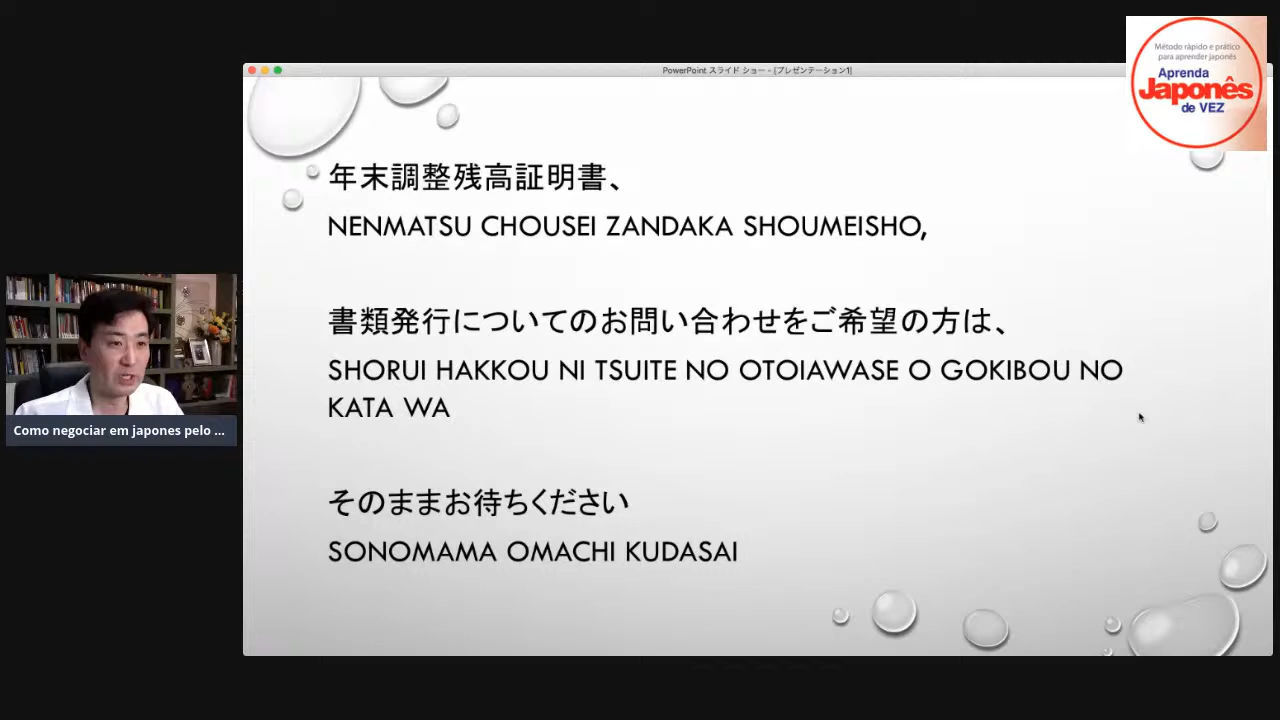 PowerPoint スライド ショー - [プレゼンテーション1]
Método rápido e prático
para aprender japonês
Aprenda
Japonês
de VEZ
年末調整残高証明書、
NENMATSU CHOUSEI ZANDAKA SHOUMEISHO,
書類発行についてのお問い合わせをご希望の方は、
SHORUI HAKKOU NI TSUITE NO OTOIAWASE O GOKIBOU NO
KATA WA
そのままお待ちください
SONOMAMA OMACHI KUDASAI
Como negociar em japones pelo ...